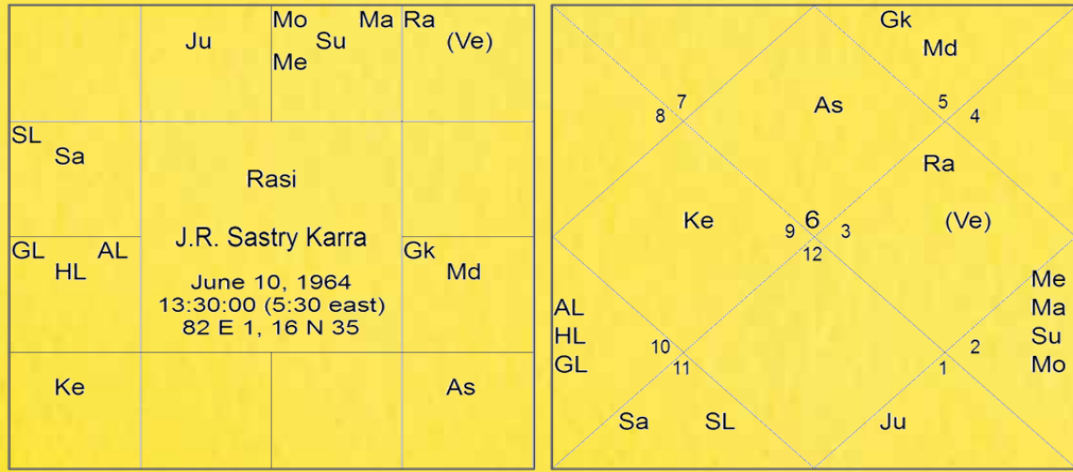 Ju
Mo Ma
Su
Me
Ra
(Ve)
SL
Sa
Rasi
J.R. Sastry Karra
June 10, 1964
13:30:00 (5:30 east)
82 E 1, 16 N 35
GL AL
HL
Gk
Md
Ke
As
Gk
Md
7
8
As
5
4
Ra
Ke
6
9 3
12
(Ve)
Me
Ma
Su
Mo
AL
HL
GL
10
11
2
1
Sa SL
Ju